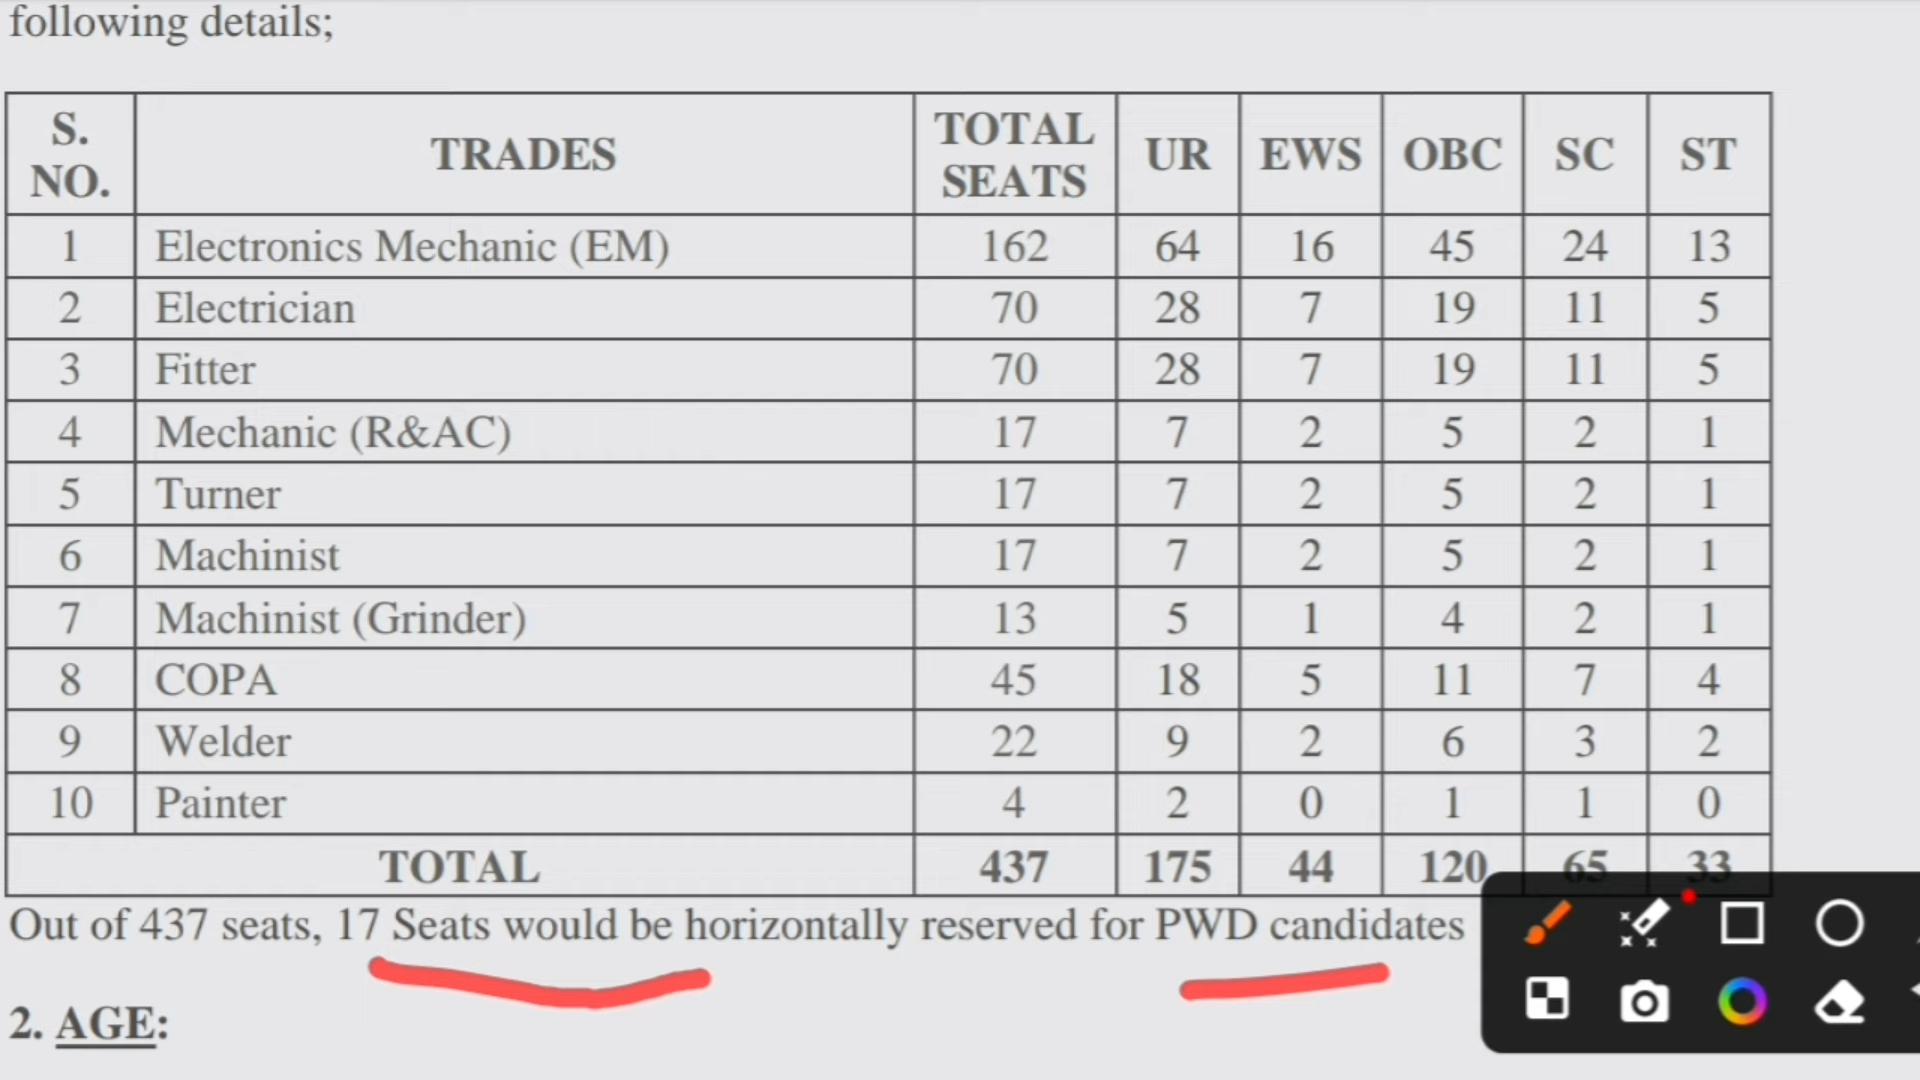 following details;
S. NO. TRADES TOTAL SEATS UR EWS OBC SC ST
1 Electronics Mechanic (EM) 162 64 16 45 24 13
2 Electrician 70 28 7 19 11 5
3 Fitter 70 28 7 19 11 5
4 Mechanic (R&AC) 17 7 2 5 2 1
5 Turner 17 7 2 5 2 1
6 Machinist 17 7 2 5 2 1
7 Machinist (Grinder) 13 5 1 4 2 1
8 COPA 45 18 5 11 7 4
9 Welder 22 9 2 6 3 2
10 Painter 4 2 0 1 1 0
TOTAL 437 175 44 120 65 33
Out of 437 seats, 17 Seats would be horizontally reserved for PWD candidates
2. AGE: